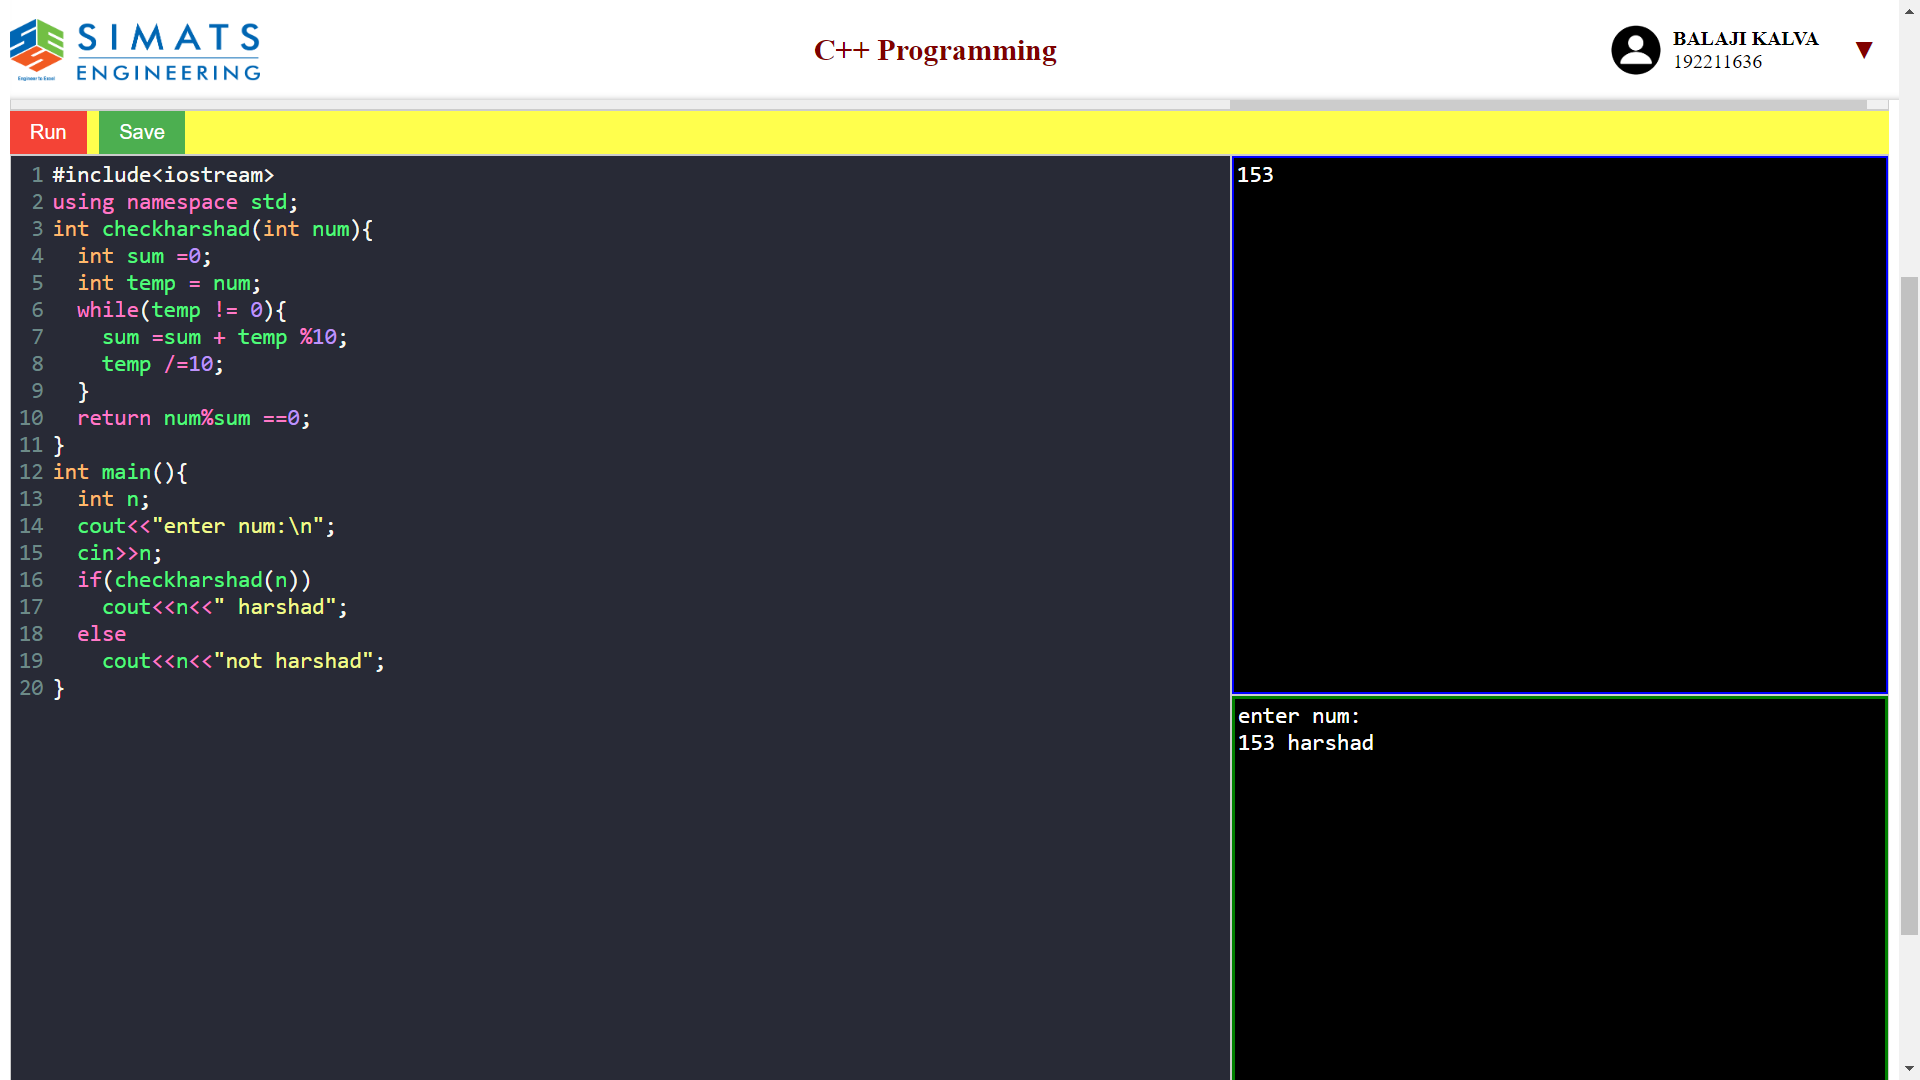 SIMATS
ENGINEERING
Engineer to Excel
C++ Programming
BALAJI KALVA
192211636
▼
Run
Save
1 #include<iostream>
2 using namespace std;
3 int checkharshad(int num){
4   int sum =0;
5   int temp = num;
6   while(temp != 0){
7     sum =sum + temp %10;
8     temp /=10;
9   }
10   return num%sum ==0;
11 }
12 int main(){
13   int n;
14   cout<<"enter num:\n";
15   cin>>n;
16   if(checkharshad(n))
17     cout<<n<<" harshad";
18   else
19     cout<<n<<"not harshad";
20 }
153
enter num:
153 harshad